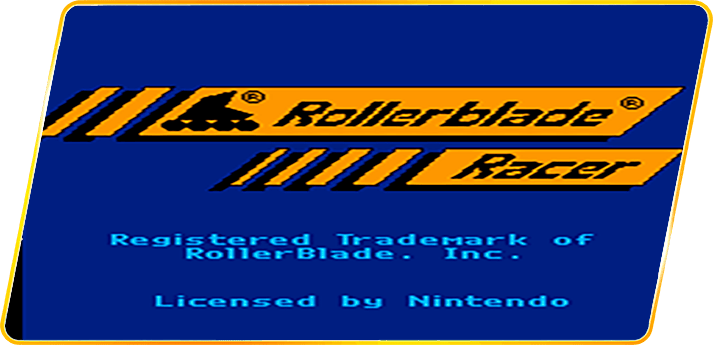 ® Rollerblade®
Racer
Registered Trademark of
RollerBlade. Inc.
Licensed by Nintendo